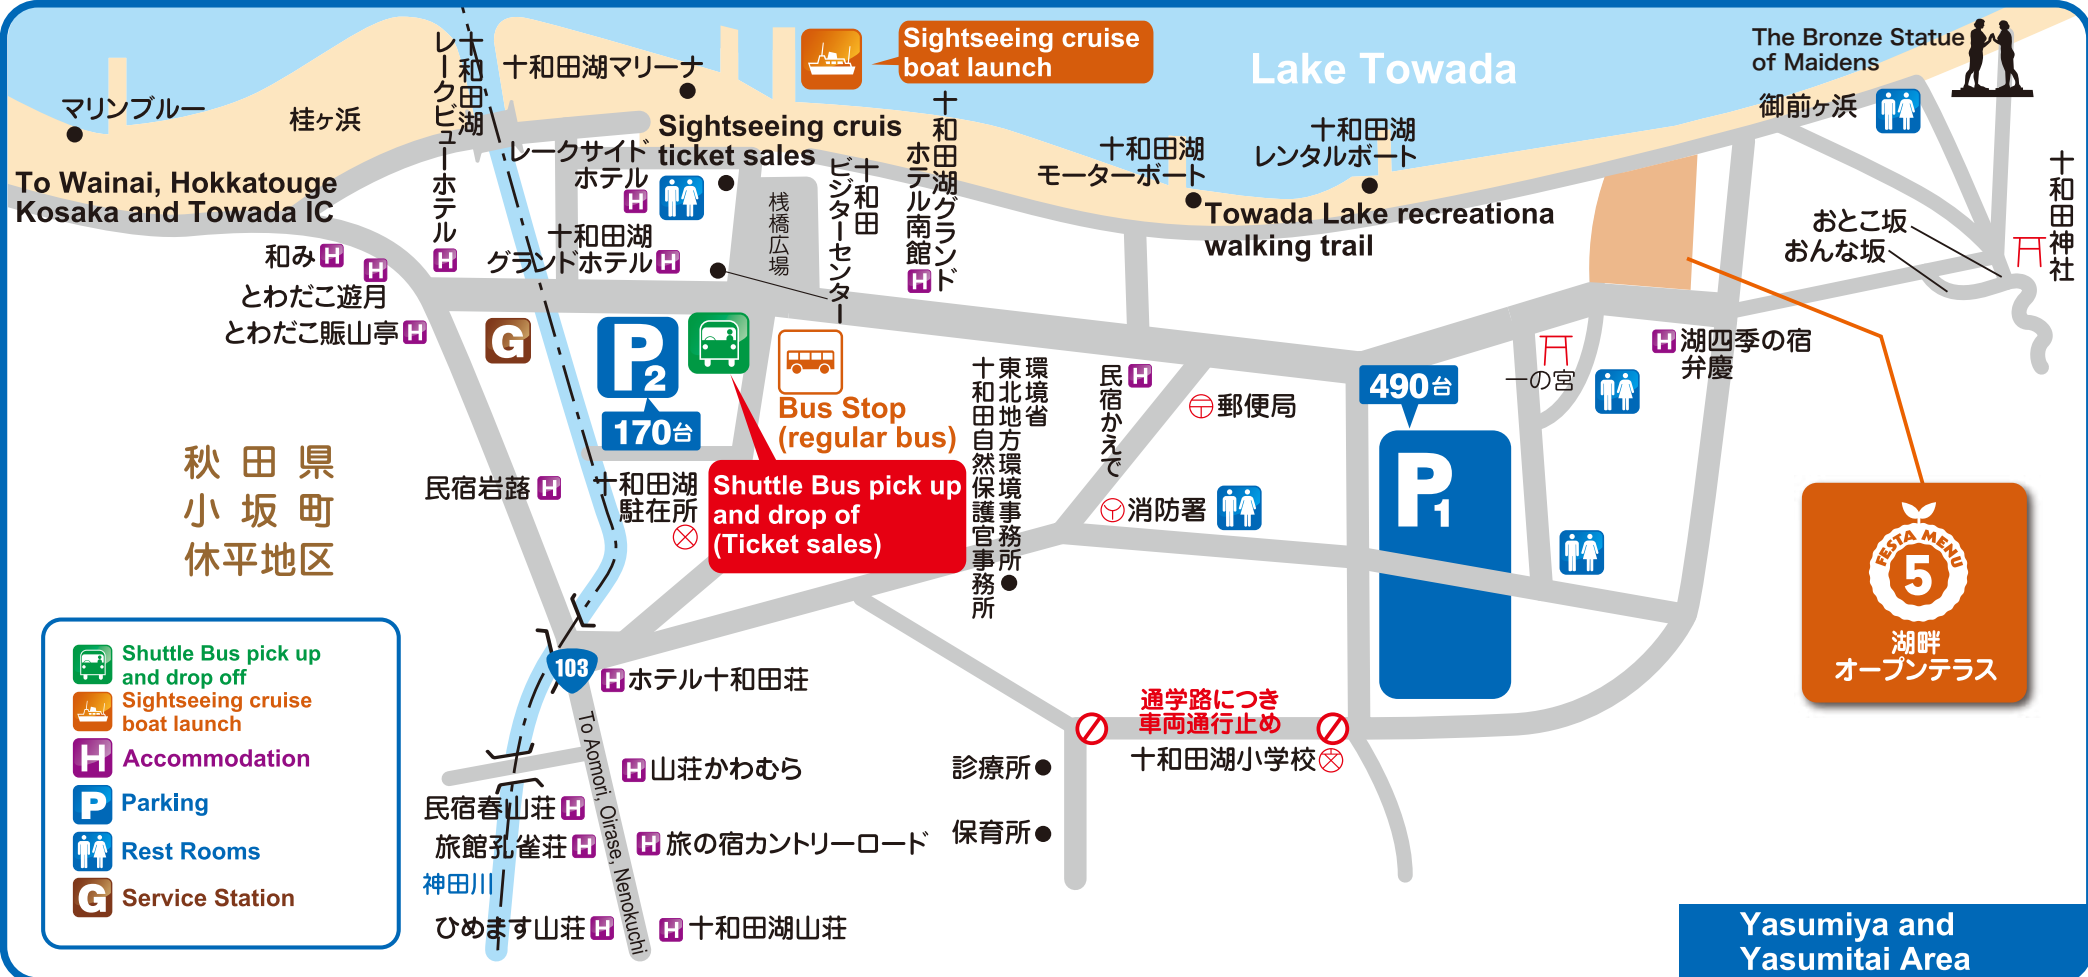 Sightseeing cruise
boat launch
Lake Towada
The Bronze Statue
of Maidens
御前ヶ浜
十和田神社
おとこ坂
おんな坂
マリンブルー
桂ヶ浜
十和田湖
レークビューホテル
十和田湖マリーナ
Sightseeing cruis
ticket sales
レークサイド
ホテル
H
十和田湖
グランドホテル
H
桟橋広場
十和田
ビジターセンター
十和田湖グランド
ホテル南館
H
十和田湖
モーターボート
十和田湖
レンタルボート
Towada Lake recreationa
walking trail
To Wainai, Hokkatouge
Kosaka and Towada IC
和み
H
H
H
とわだこ遊月
とわだこ賑山亭
H
G
P2
170台
Bus Stop
(regular bus)
Shuttle Bus pick up
and drop of
(Ticket sales)
環境省
東北地方環境事務所
十和田自然保護官事務所
民宿かえで
H
郵便局
消防署
490台
P1
一の宮
H
湖四季の宿
弁慶
FESTA MENU
5
湖畔
オープンテラス
秋田県
小坂町
休平地区
民宿岩蕗
H
十和田湖
駐在所
103
H
ホテル十和田荘
To Aomori, Oirase, Nenokuchi
H
山荘かわむら
民宿春山荘
H
旅館孔雀荘
H
H
旅の宿カントリーロード
神田川
ひめます山荘
H
H
十和田湖山荘
診療所
保育所
通学路につき
車両通行止め
十和田湖小学校
Shuttle Bus pick up
and drop off
Sightseeing cruise
boat launch
H
Accommodation
P
Parking
Rest Rooms
G
Service Station
Yasumiya and
Yasumitai Area